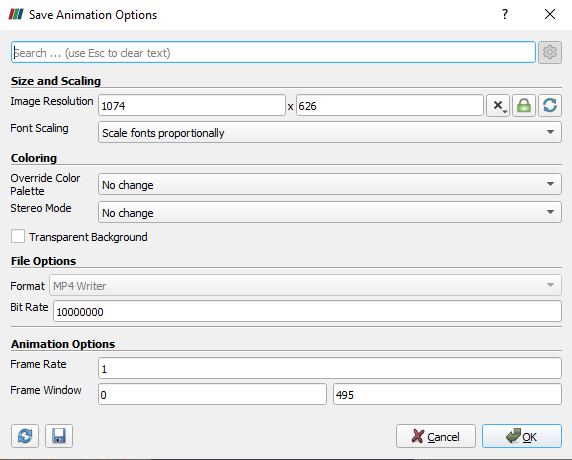 Save Animation Options
?
Search ... (use Esc to clear text)
Size and Scaling
Image Resolution 1074 x 626
Font Scaling Scale fonts proportionally
Coloring
Override Color
Palette No change
Stereo Mode No change
Transparent Background
File Options
Format MP4 Writer
Bit Rate 10000000
Animation Options
Frame Rate 1
Frame Window 0 495
Cancel OK